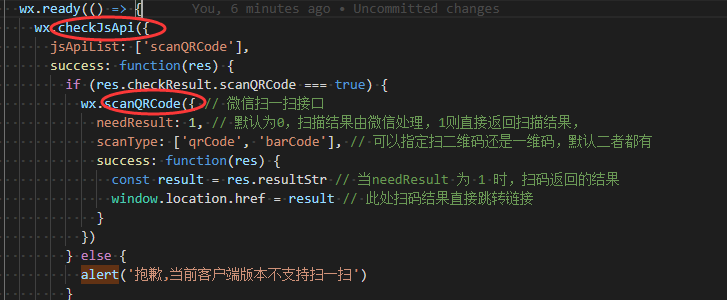 wx.ready(() => { You, 6 minutes ago • Uncommitted changes
wx.checkJsApi({
jsApiList: ['scanQRCode'],
success: function(res) {
if (res.checkResult.scanQRCode === true) {
wx.scanQRCode({ // 微信扫一扫接口
needResult: 1, // 默认为0，扫描结果由微信处理，1则直接返回扫描结果，
scanType: ['qrCode', 'barCode'], // 可以指定扫二维码还是一维码，默认二者都有
success: function(res) {
const result = res.resultStr // 当needResult 为 1 时，扫码返回的结果
window.location.href = result // 此处扫码结果直接跳转链接
}
})
} else {
alert('抱歉,当前客户端版本不支持扫一扫')
}